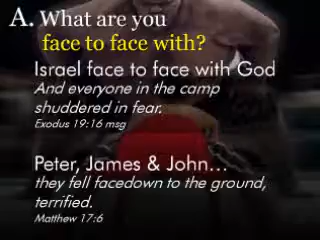 A. What are you
face to face with?
Israel face to face with God
And everyone in the camp
shuddered in fear.
Exodus 19:16 msg
Peter, James & John...
they fell facedown to the ground,
terrified.
Matthew 17:6